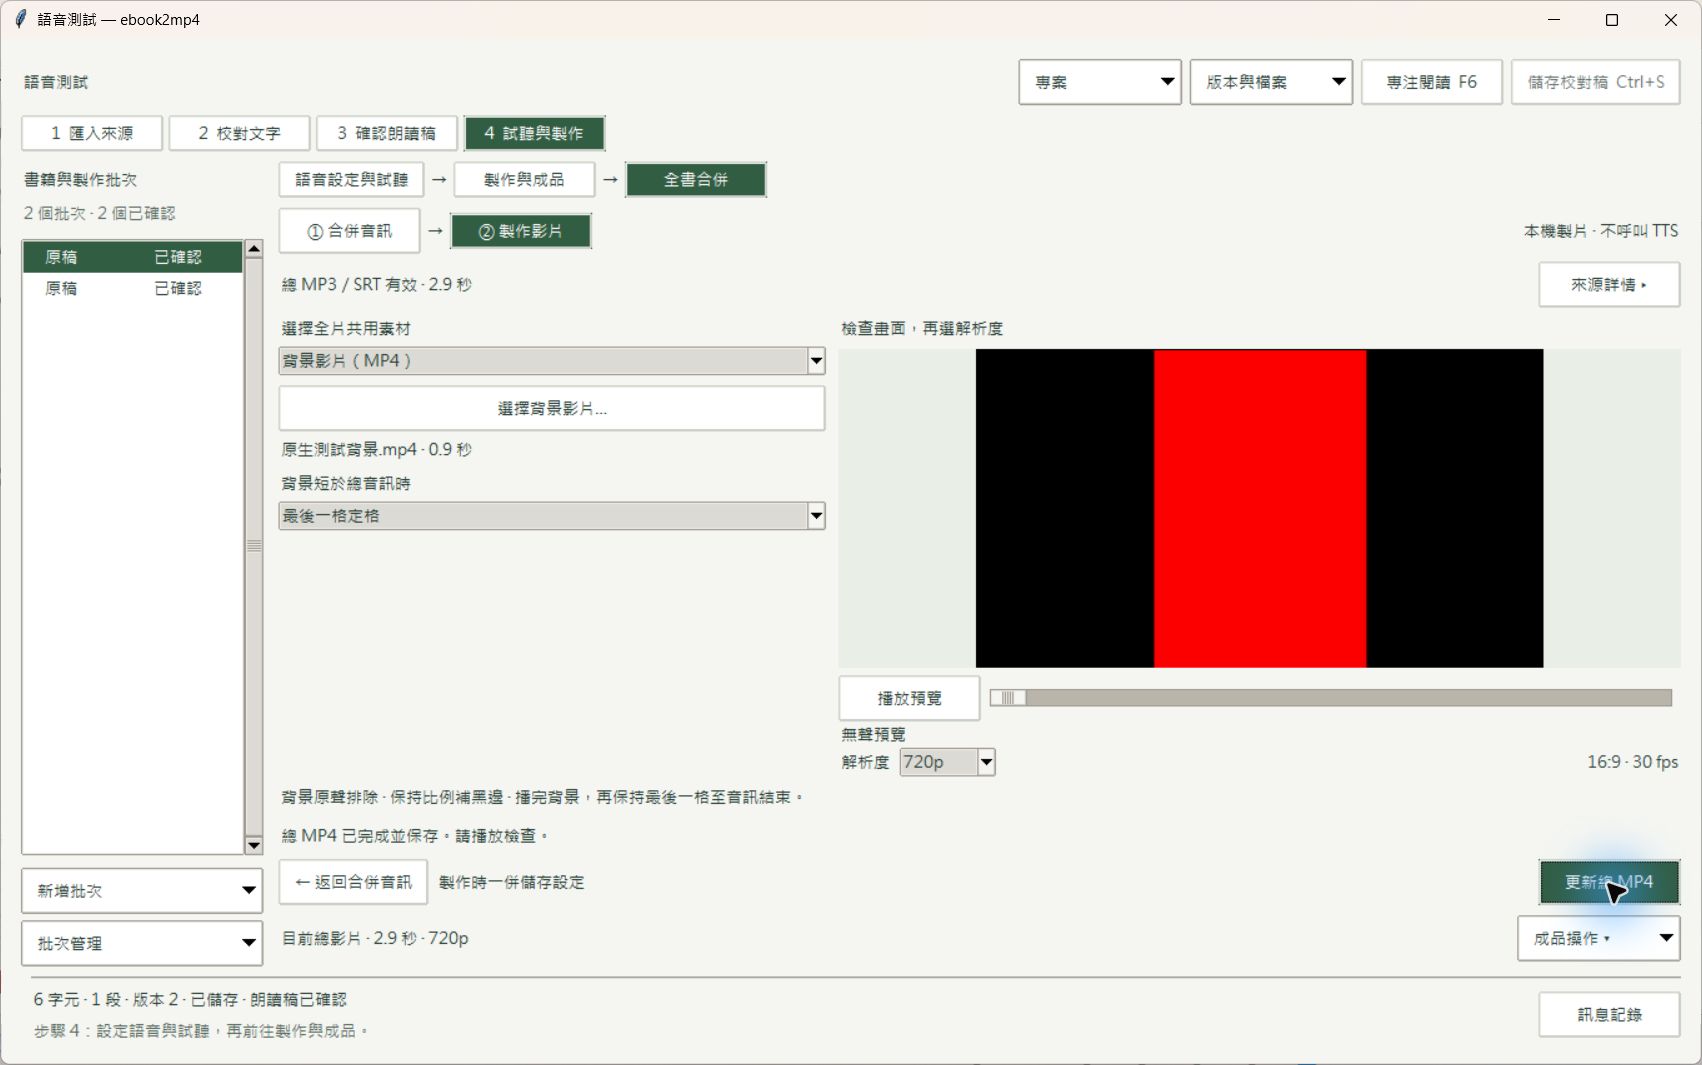 語音測試 — ebook2mp4
語音測試
專案
版本與檔案
專注閱讀 F6
儲存校對稿 Ctrl+S
1 匯入來源
2 校對文字
3 確認朗讀稿
4 試聽與製作
書籍與製作批次
2 個批次 · 2 個已確認
語音設定與試聽 → 製作與成品 → 全書合併
① 合併音訊 → ② 製作影片
本機製片 · 不呼叫 TTS
原稿 已確認
原稿 已確認
總 MP3 / SRT 有效 · 2.9 秒
來源詳情 ▸
選擇全片共用素材
背景影片（MP4）
選擇背景影片...
原生測試背景.mp4 · 0.9 秒
背景短於總音訊時
最後一格定格
檢查畫面，再選解析度
播放預覽
無聲預覽
解析度 720p
16:9 · 30 fps
背景原聲排除 · 保持比例補黑邊 · 播完背景，再保持最後一格至音訊結束。
總 MP4 已完成並保存。請播放檢查。
← 返回合併音訊
製作時一併儲存設定
更新總 MP4
新增批次
批次管理
目前總影片 · 2.9 秒 · 720p
成品操作 ▾
6 字元 · 1 段 · 版本 2 · 已儲存 · 朗讀稿已確認
步驟 4：設定語音與試聽，再前往製作與成品。
訊息記錄